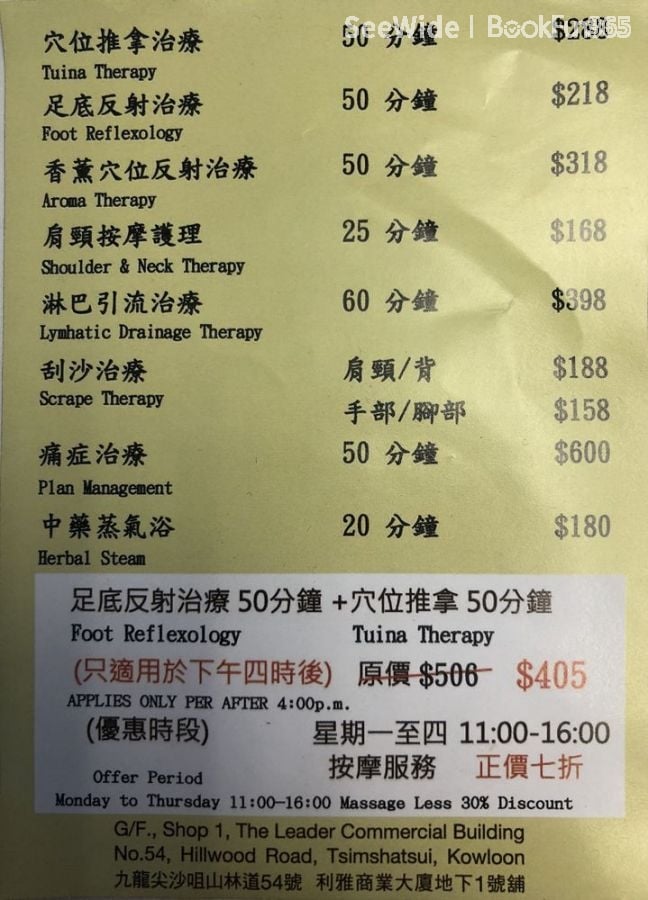 SeeWide | Booking365
穴位推拿治療 50 分鐘 $288
Tuina Therapy
足底反射治療 50 分鐘 $218
Foot Reflexology
香薰穴位反射治療 50 分鐘 $318
Aroma Therapy
肩頸按摩護理 25 分鐘 $168
Shoulder & Neck Therapy
淋巴引流治療 60 分鐘 $398
Lymhatic Drainage Therapy
刮沙治療 肩頸/背 $188
Scrape Therapy
手部/腳部 $158
痛症治療 50 分鐘 $600
Plan Management
中藥蒸氣浴 20 分鐘 $180
Herbal Steam
足底反射治療 50分鐘 +穴位推拿 50分鐘
Foot Reflexology Tuina Therapy
(只適用於下午四時後) 原價 $506 $405
APPLIES ONLY PER AFTER 4:00p.m.
(優惠時段) 星期一至四 11:00-16:00
按摩服務 正價七折
Offer Period
Monday to Thursday 11:00-16:00 Massage Less 30% Discount
G/F., Shop 1, The Leader Commercial Building
No.54, Hillwood Road, Tsimshatsui, Kowloon
九龍尖沙咀山林道54號 利雅商業大廈地下1號舖